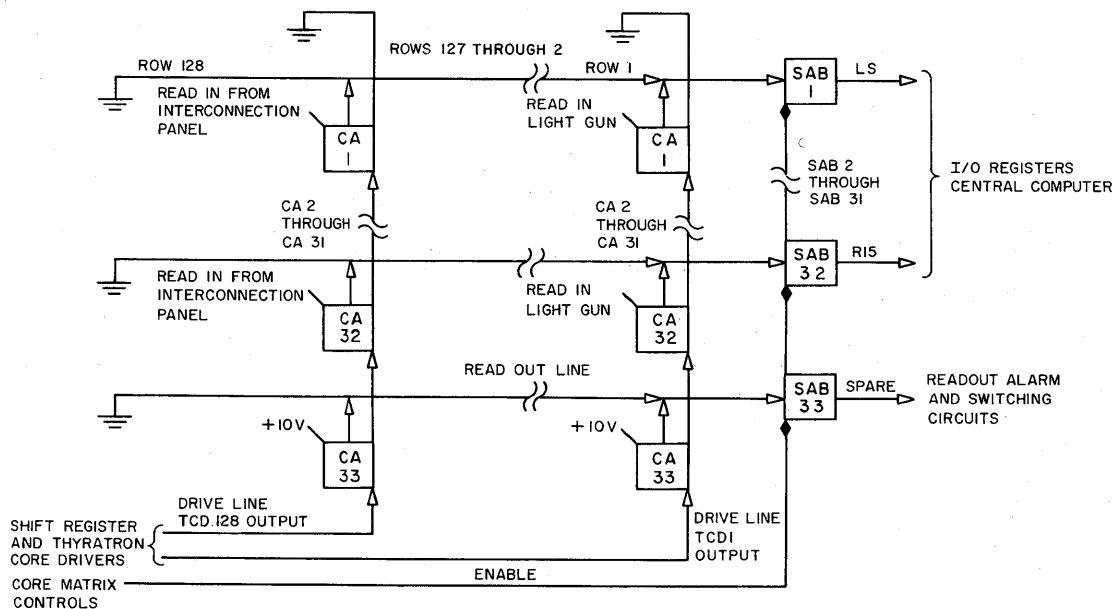 ROW 128
ROWS 127 THROUGH 2
ROW 1
SAB
1
LS
READ IN FROM
INTERCONNECTION
PANEL
CA
1
READ IN
LIGHT GUN
CA
1
CA 2
THROUGH
CA 31
CA 2
THROUGH
CA 31
SAB 2
THROUGH
SAB 31
I/O REGISTERS
CENTRAL COMPUTER
READ IN FROM
INTERCONNECTION
PANEL
CA
32
READ IN
LIGHT GUN
CA
32
SAB
32
R15
READ OUT LINE
+10V
CA
33
+10V
CA
33
SAB
33
SPARE
READOUT ALARM
AND SWITCHING
CIRCUITS
DRIVE LINE
TCD.128 OUTPUT
DRIVE LINE
TCD1
OUTPUT
SHIFT REGISTER
AND THYRATRON
CORE DRIVERS
ENABLE
CORE MATRIX
CONTROLS